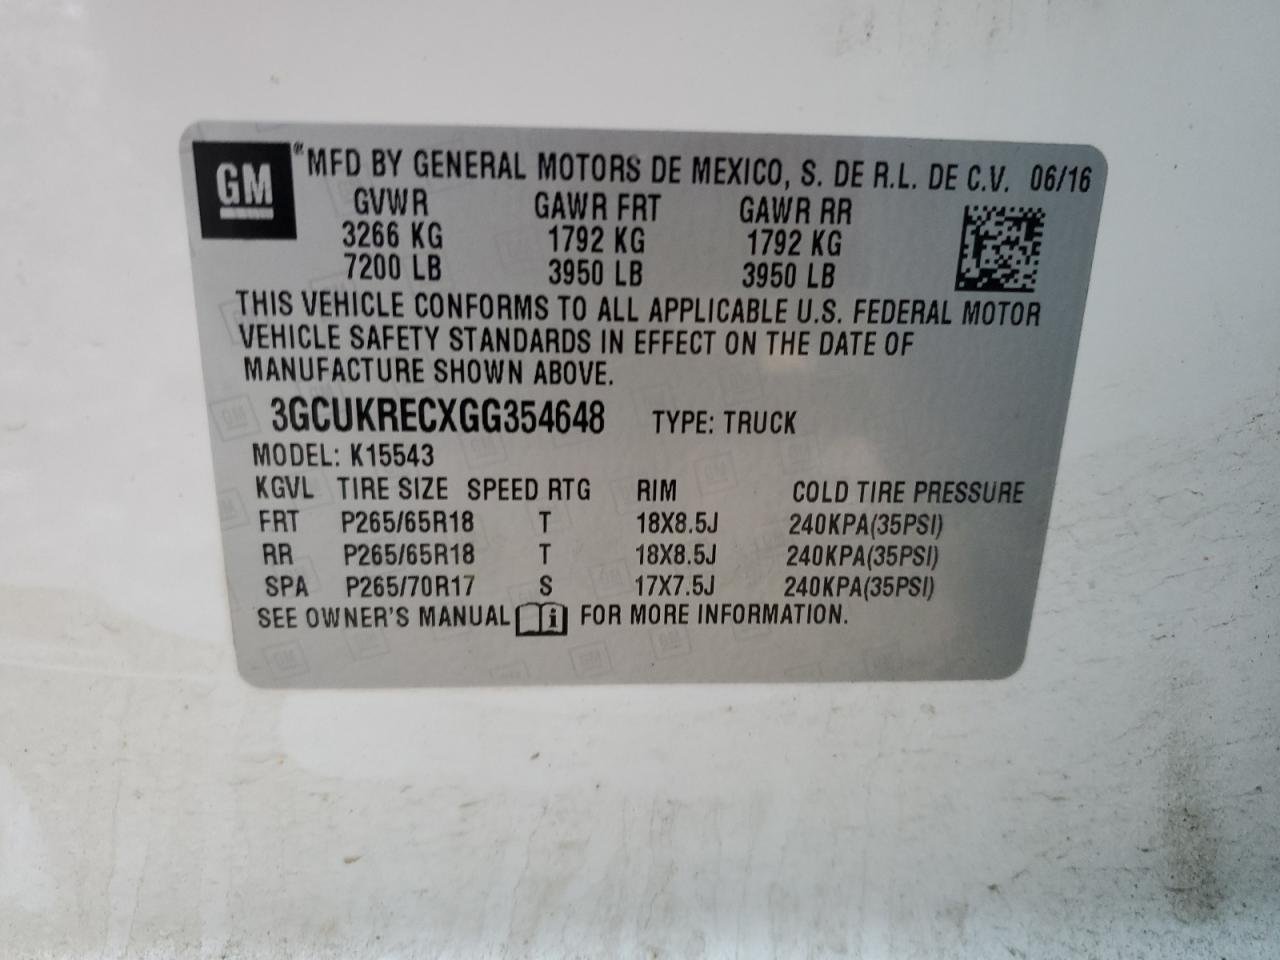 GM
® MFD BY GENERAL MOTORS DE MEXICO, S. DE R.L. DE C.V. 06/16
GVWR GAWR FRT GAWR RR
3266 KG 1792 KG 1792 KG
7200 LB 3950 LB 3950 LB
THIS VEHICLE CONFORMS TO ALL APPLICABLE U.S. FEDERAL MOTOR
VEHICLE SAFETY STANDARDS IN EFFECT ON THE DATE OF
MANUFACTURE SHOWN ABOVE.
3GCUKRECXGG354648 TYPE: TRUCK
MODEL: K15543
KGVL TIRE SIZE SPEED RTG RIM COLD TIRE PRESSURE
FRT P265/65R18 T 18X8.5J 240KPA(35PSI)
RR P265/65R18 T 18X8.5J 240KPA(35PSI)
SPA P265/70R17 S 17X7.5J 240KPA(35PSI)
SEE OWNER'S MANUAL i FOR MORE INFORMATION.